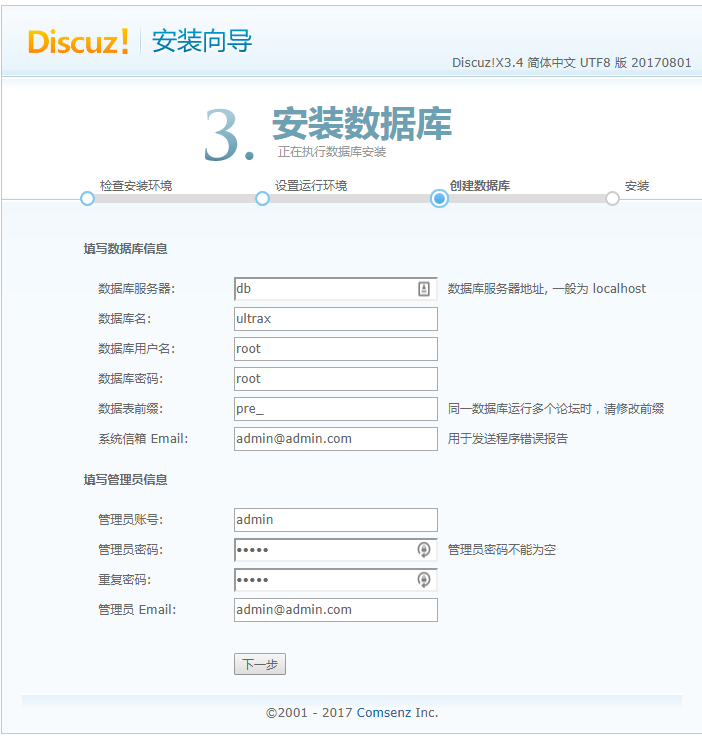 Discuz! 安装向导
Discuz!X3.4 简体中文 UTF8 版 20170801
3. 安装数据库
正在执行数据库安装
检查安装环境 设置运行环境 创建数据库 安装
填写数据库信息
数据库服务器: db 数据库服务器地址, 一般为 localhost
数据库名: ultrax
数据库用户名: root
数据库密码: root
数据表前缀: pre_ 同一数据库运行多个论坛时，请修改前缀
系统信箱 Email: admin@admin.com 用于发送程序错误报告
填写管理员信息
管理员账号: admin
管理员密码: ••••• 管理员密码不能为空
重复密码: •••••
管理员 Email: admin@admin.com
下一步
©2001 - 2017 Comsenz Inc.